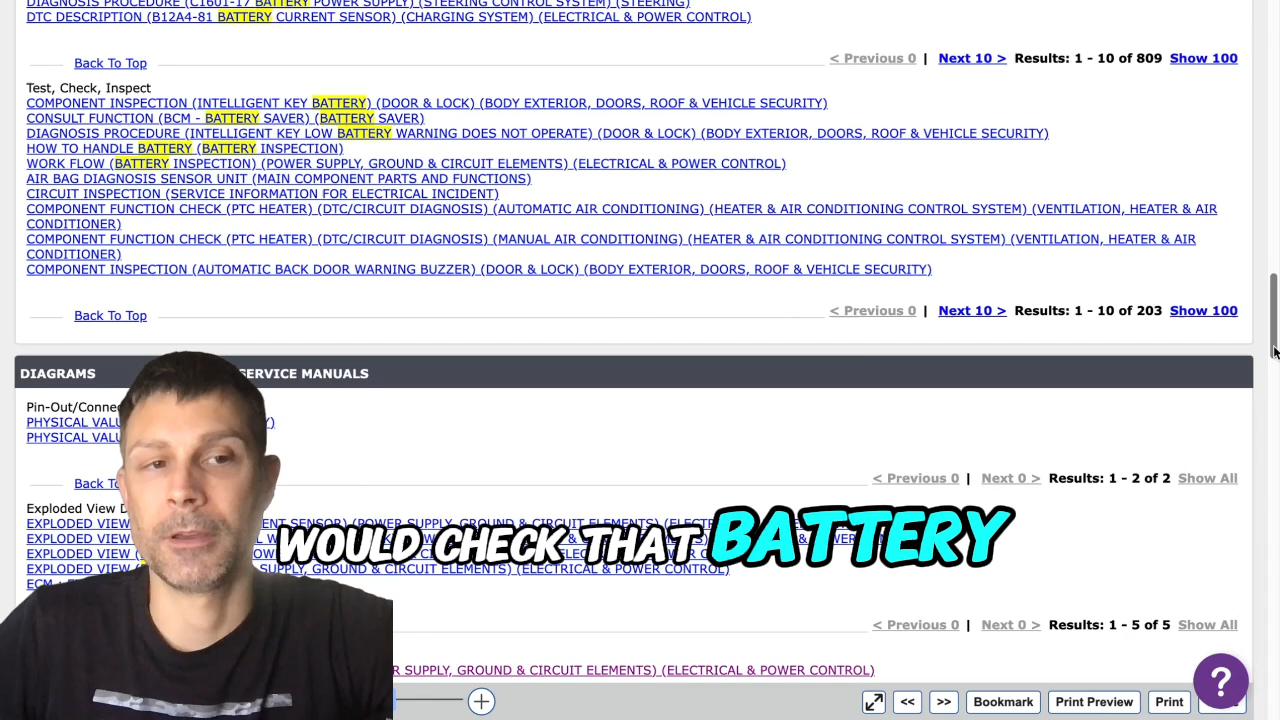 DIAGNOSIS PROCEDURE (C1601-17 BATTERY POWER SUPPLY) (STEERING CONTROL SYSTEM) (STEERING)
DTC DESCRIPTION (B12A4-81 BATTERY CURRENT SENSOR) (CHARGING SYSTEM) (ELECTRICAL & POWER CONTROL)
Back To Top < Previous 0 | Next 10 > Results: 1 - 10 of 809 Show 100
Test, Check, Inspect
COMPONENT INSPECTION (INTELLIGENT KEY BATTERY) (DOOR & LOCK) (BODY EXTERIOR, DOORS, ROOF & VEHICLE SECURITY)
CONSULT FUNCTION (BCM - BATTERY SAVER) (BATTERY SAVER)
DIAGNOSIS PROCEDURE (INTELLIGENT KEY LOW BATTERY WARNING DOES NOT OPERATE) (DOOR & LOCK) (BODY EXTERIOR, DOORS, ROOF & VEHICLE SECURITY)
HOW TO HANDLE BATTERY (BATTERY INSPECTION)
WORK FLOW (BATTERY INSPECTION) (POWER SUPPLY, GROUND & CIRCUIT ELEMENTS) (ELECTRICAL & POWER CONTROL)
AIR BAG DIAGNOSIS SENSOR UNIT (MAIN COMPONENT PARTS AND FUNCTIONS)
CIRCUIT INSPECTION (SERVICE INFORMATION FOR ELECTRICAL INCIDENT)
COMPONENT FUNCTION CHECK (PTC HEATER) (DTC/CIRCUIT DIAGNOSIS) (AUTOMATIC AIR CONDITIONING) (HEATER & AIR CONDITIONING CONTROL SYSTEM) (VENTILATION, HEATER & AIR
CONDITIONER)
COMPONENT FUNCTION CHECK (PTC HEATER) (DTC/CIRCUIT DIAGNOSIS) (MANUAL AIR CONDITIONING) (HEATER & AIR CONDITIONING CONTROL SYSTEM) (VENTILATION, HEATER & AIR
CONDITIONER)
COMPONENT INSPECTION (AUTOMATIC BACK DOOR WARNING BUZZER) (DOOR & LOCK) (BODY EXTERIOR, DOORS, ROOF & VEHICLE SECURITY)
Back To Top < Previous 0 | Next 10 > Results: 1 - 10 of 203 Show 100
DIAGRAMS SERVICE MANUALS
PHYSICAL
PHYSICAL
Back < Previous 0 | Next 0 > Results: 1 - 2 of 2 Show All
Exploded View
EXPLODED VIEW SENSOR) (POWER SUPPLY, GROUND & CIRCUIT ELEMENTS)
WOULD CHECK THAT BATTERY
EXPLODED VIEW
EXPLODED VIEW
EXPLODED VIEW SUPPLY, GROUND & CIRCUIT ELEMENTS) (ELECTRICAL & POWER CONTROL)
ECM
< Previous 0 | Next 0 > Results: 1 - 5 of 5 Show All
SUPPLY, GROUND & CIRCUIT ELEMENTS) (ELECTRICAL & POWER CONTROL)
<< >> Bookmark Print Preview Print ?